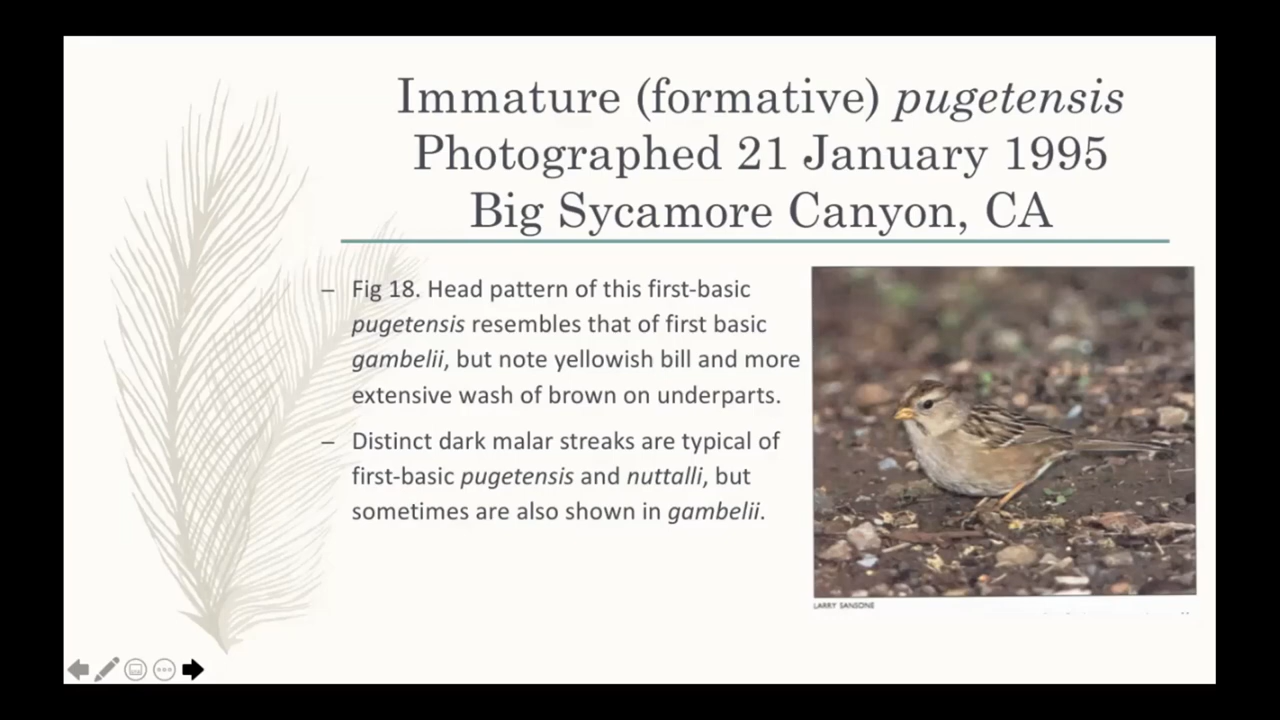 Immature (formative) pugetensis
Photographed 21 January 1995
Big Sycamore Canyon, CA
– Fig 18. Head pattern of this first-basic
pugetensis resembles that of first basic
gambelii, but note yellowish bill and more
extensive wash of brown on underparts.
– Distinct dark malar streaks are typical of
first-basic pugetensis and nuttalli, but
sometimes are also shown in gambelii.
LARRY SANSONE